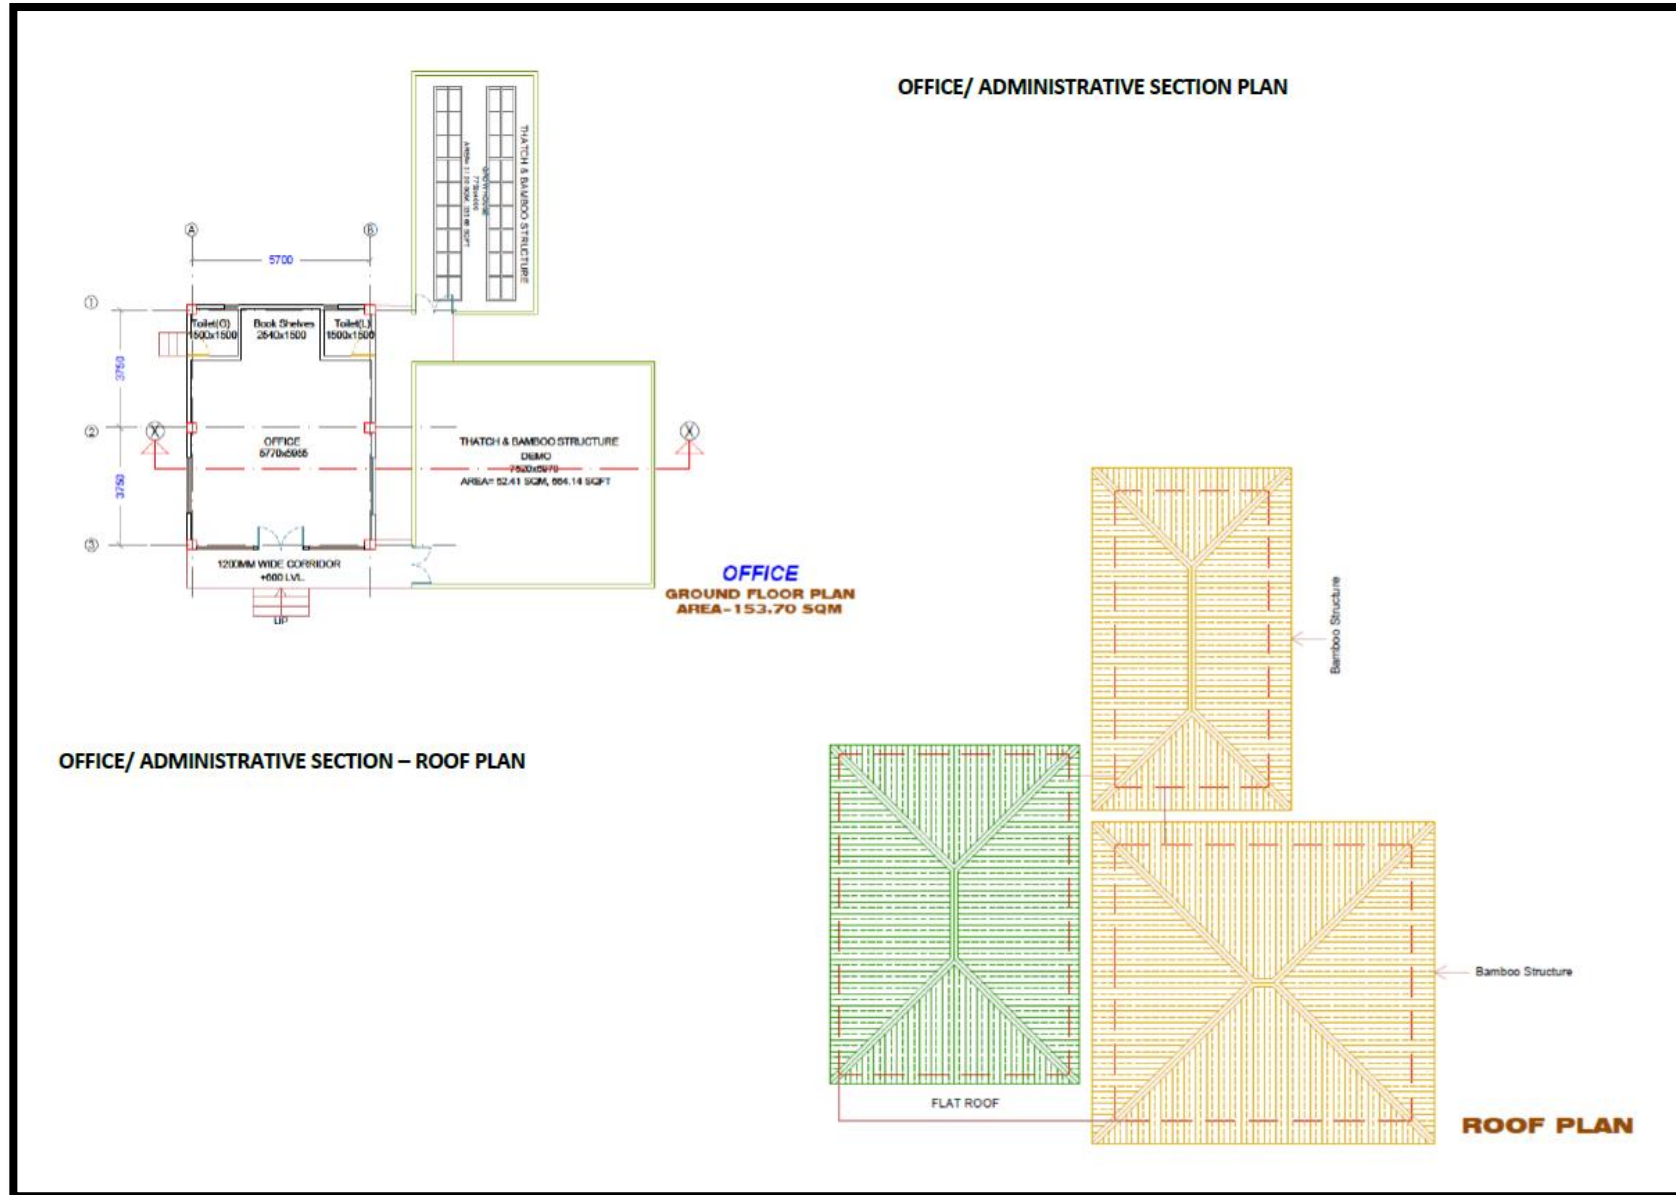 OFFICE/ ADMINISTRATIVE SECTION PLAN
THATCH & BAMBOO STRUCTURE
A
B
5700
1
Toilet(G)
1500x1500
Book Shelves
2540x1500
Toilet(L)
1500x1500
3750
2
X
X
OFFICE
THATCH & BAMBOO STRUCTURE
DEMO
AREA= 52.41 SQM, 564.14 SQFT
3750
3
1200MM WIDE CORRIDOR
+600 LVL.
UP
OFFICE
GROUND FLOOR PLAN
AREA-153.70 SQM
OFFICE/ ADMINISTRATIVE SECTION – ROOF PLAN
Bamboo Structure
Bamboo Structure
FLAT ROOF
ROOF PLAN